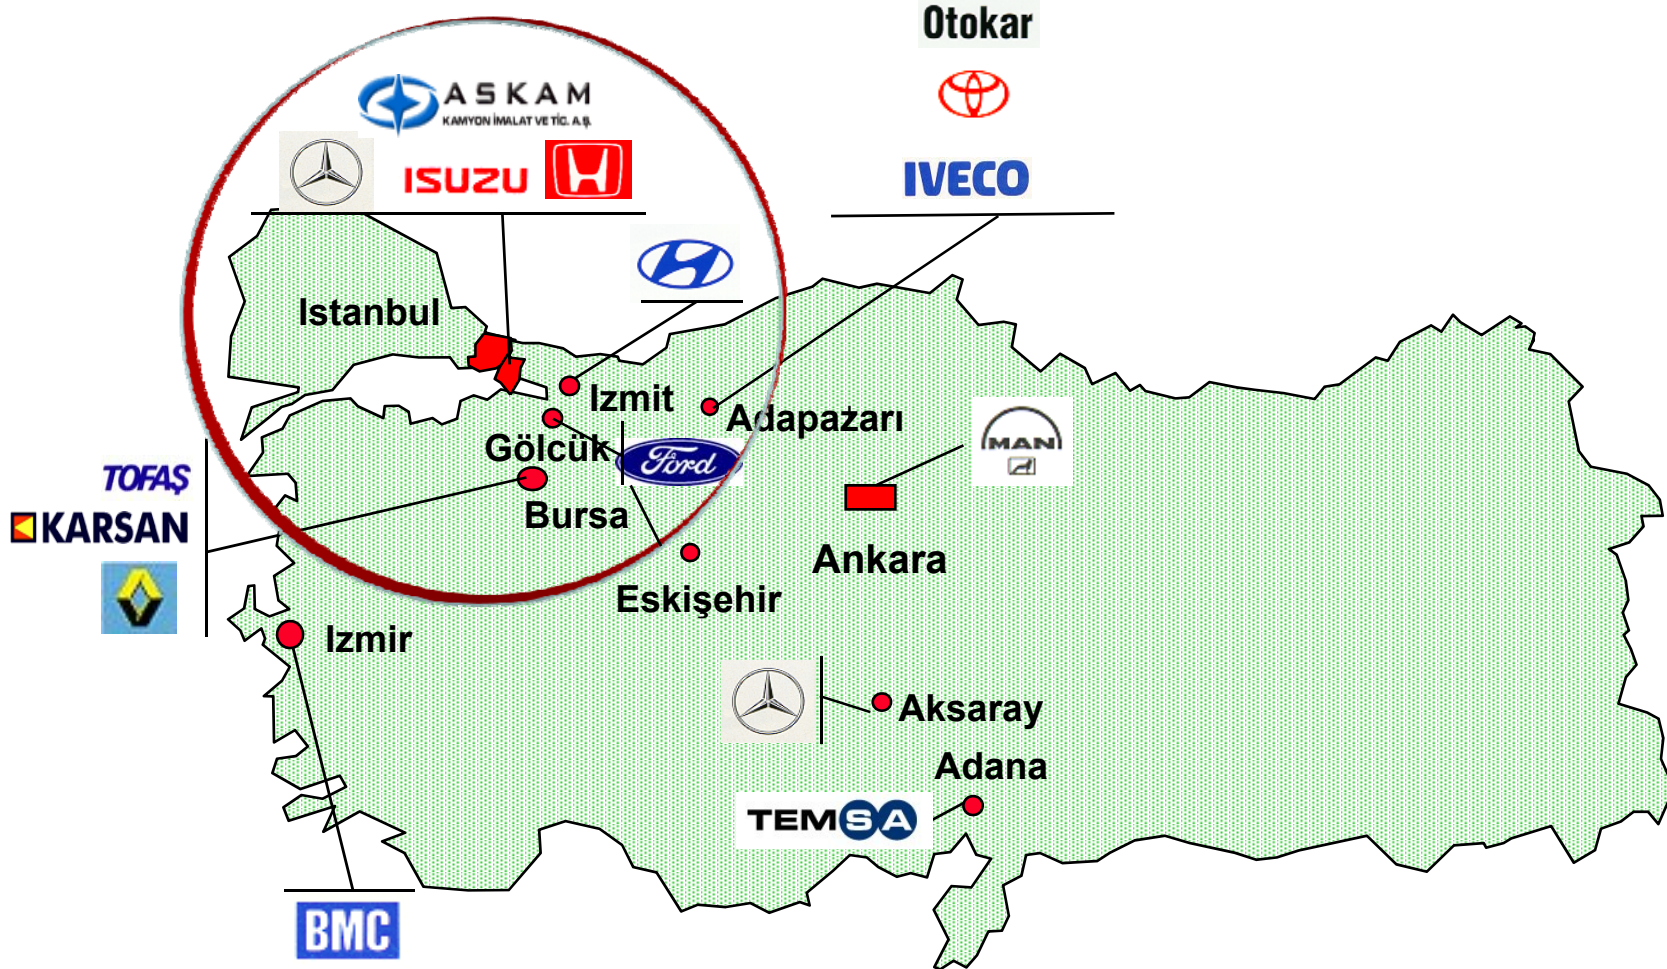 Otokar
ASKAM
KAMYON İMALAT VE TİC. A.Ş.
ISUZU
IVECO
Istanbul
Izmit
Adapazarı
MAN
Gölcük
Ford
TOFAŞ
KARSAN
Bursa
Ankara
Eskişehir
Izmir
Aksaray
Adana
TEMSA
BMC